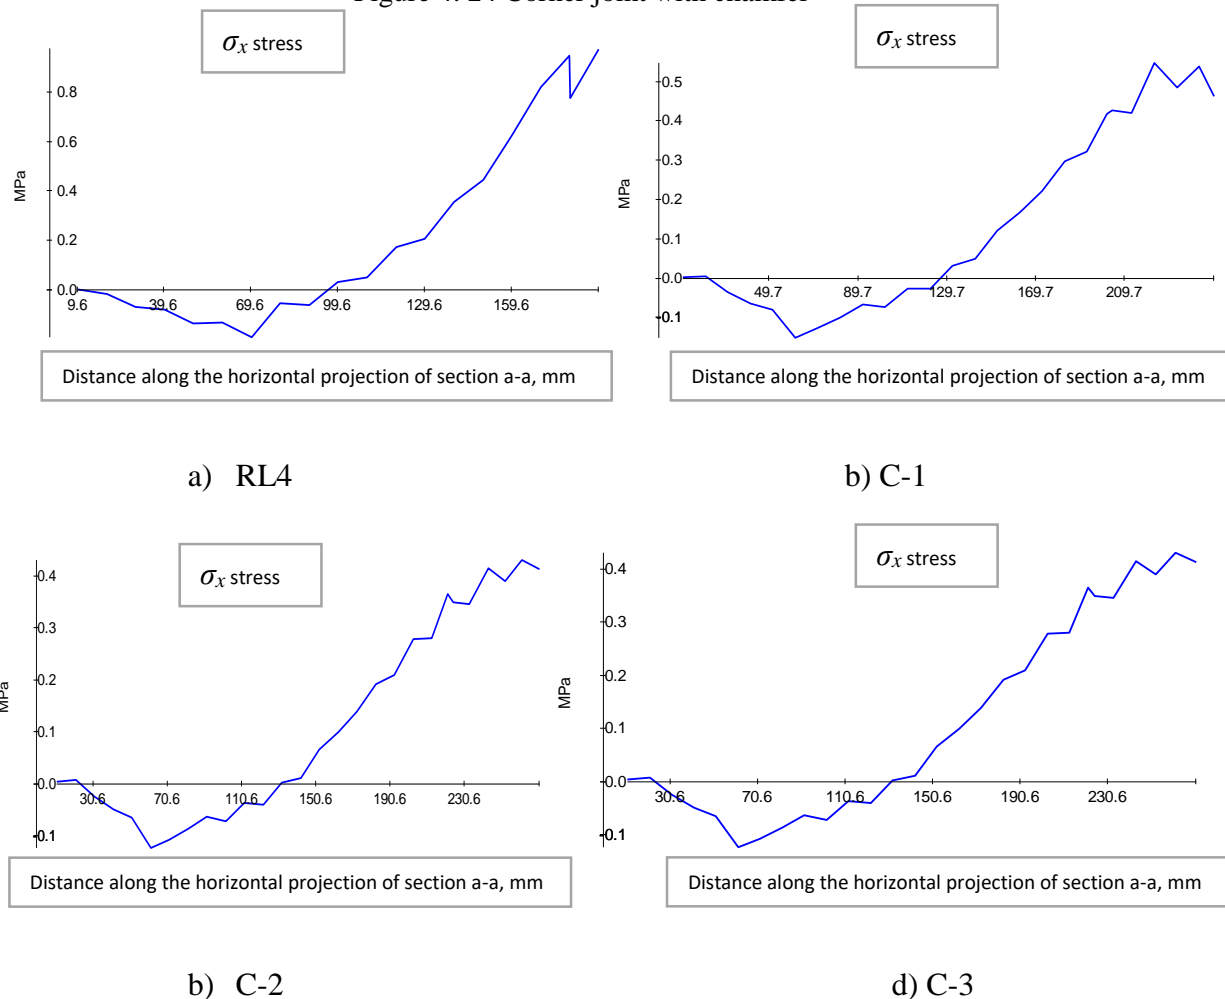 σx stress
σx stress
MPa
0.8
0.6
0.4
0.2
0.0
9.6 39.6 69.6 99.6 129.6 159.6
MPa
0.5
0.4
0.3
0.2
0.1
0.0
-0.1
49.7 89.7 129.7 169.7 209.7
Distance along the horizontal projection of section a-a, mm
Distance along the horizontal projection of section a-a, mm
a) RL4
b) C-1
σx stress
σx stress
MPa
0.4
0.3
0.2
0.1
0.0
-0.1
30.6 70.6 110.6 150.6 190.6 230.6
MPa
0.4
0.3
0.2
0.1
0.0
-0.1
30.6 70.6 110.6 150.6 190.6 230.6
Distance along the horizontal projection of section a-a, mm
Distance along the horizontal projection of section a-a, mm
b) C-2
d) C-3